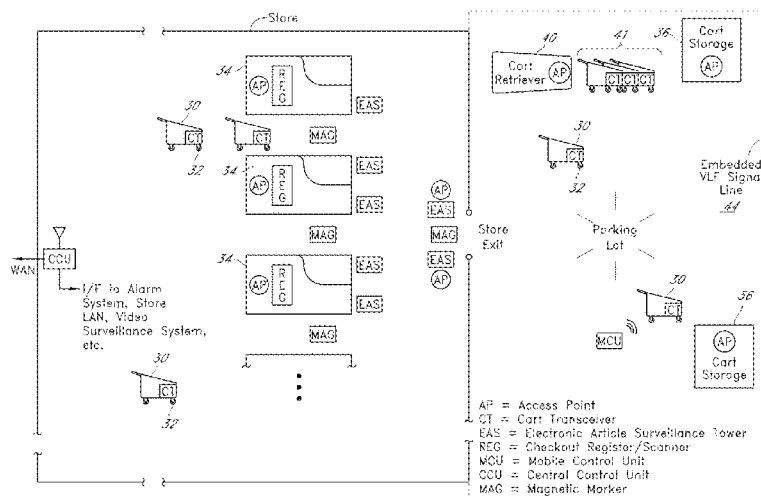 Store
34
AP
REG
EAS
30
30
CT
CT
32
32
MAG
34
AP
REG
EAS
EAS
MAG
34
AP
REG
EAS
EAS
MAG
WAN
CCU
I/F to Alarm
System, Store
LAN, Video
Surveillance System,
etc.
30
CT
32
AP
EAS
MAG
EAS
AP
Store
Exit
40
Cart
Retriever
AP
41
CT
CT
CT
36
Cart
Storage
AP
30
CT
32
Embedded
VLF Signal
Line
44
Parking
Lot
30
CT
MCU
36
AP
Cart
Storage
AP = Access Point
CT = Cart Transceiver
EAS = Electronic Article Surveillance Tower
REG = Checkout Register/Scanner
MCU = Mobile Control Unit
CCU = Central Control Unit
MAG = Magnetic Marker